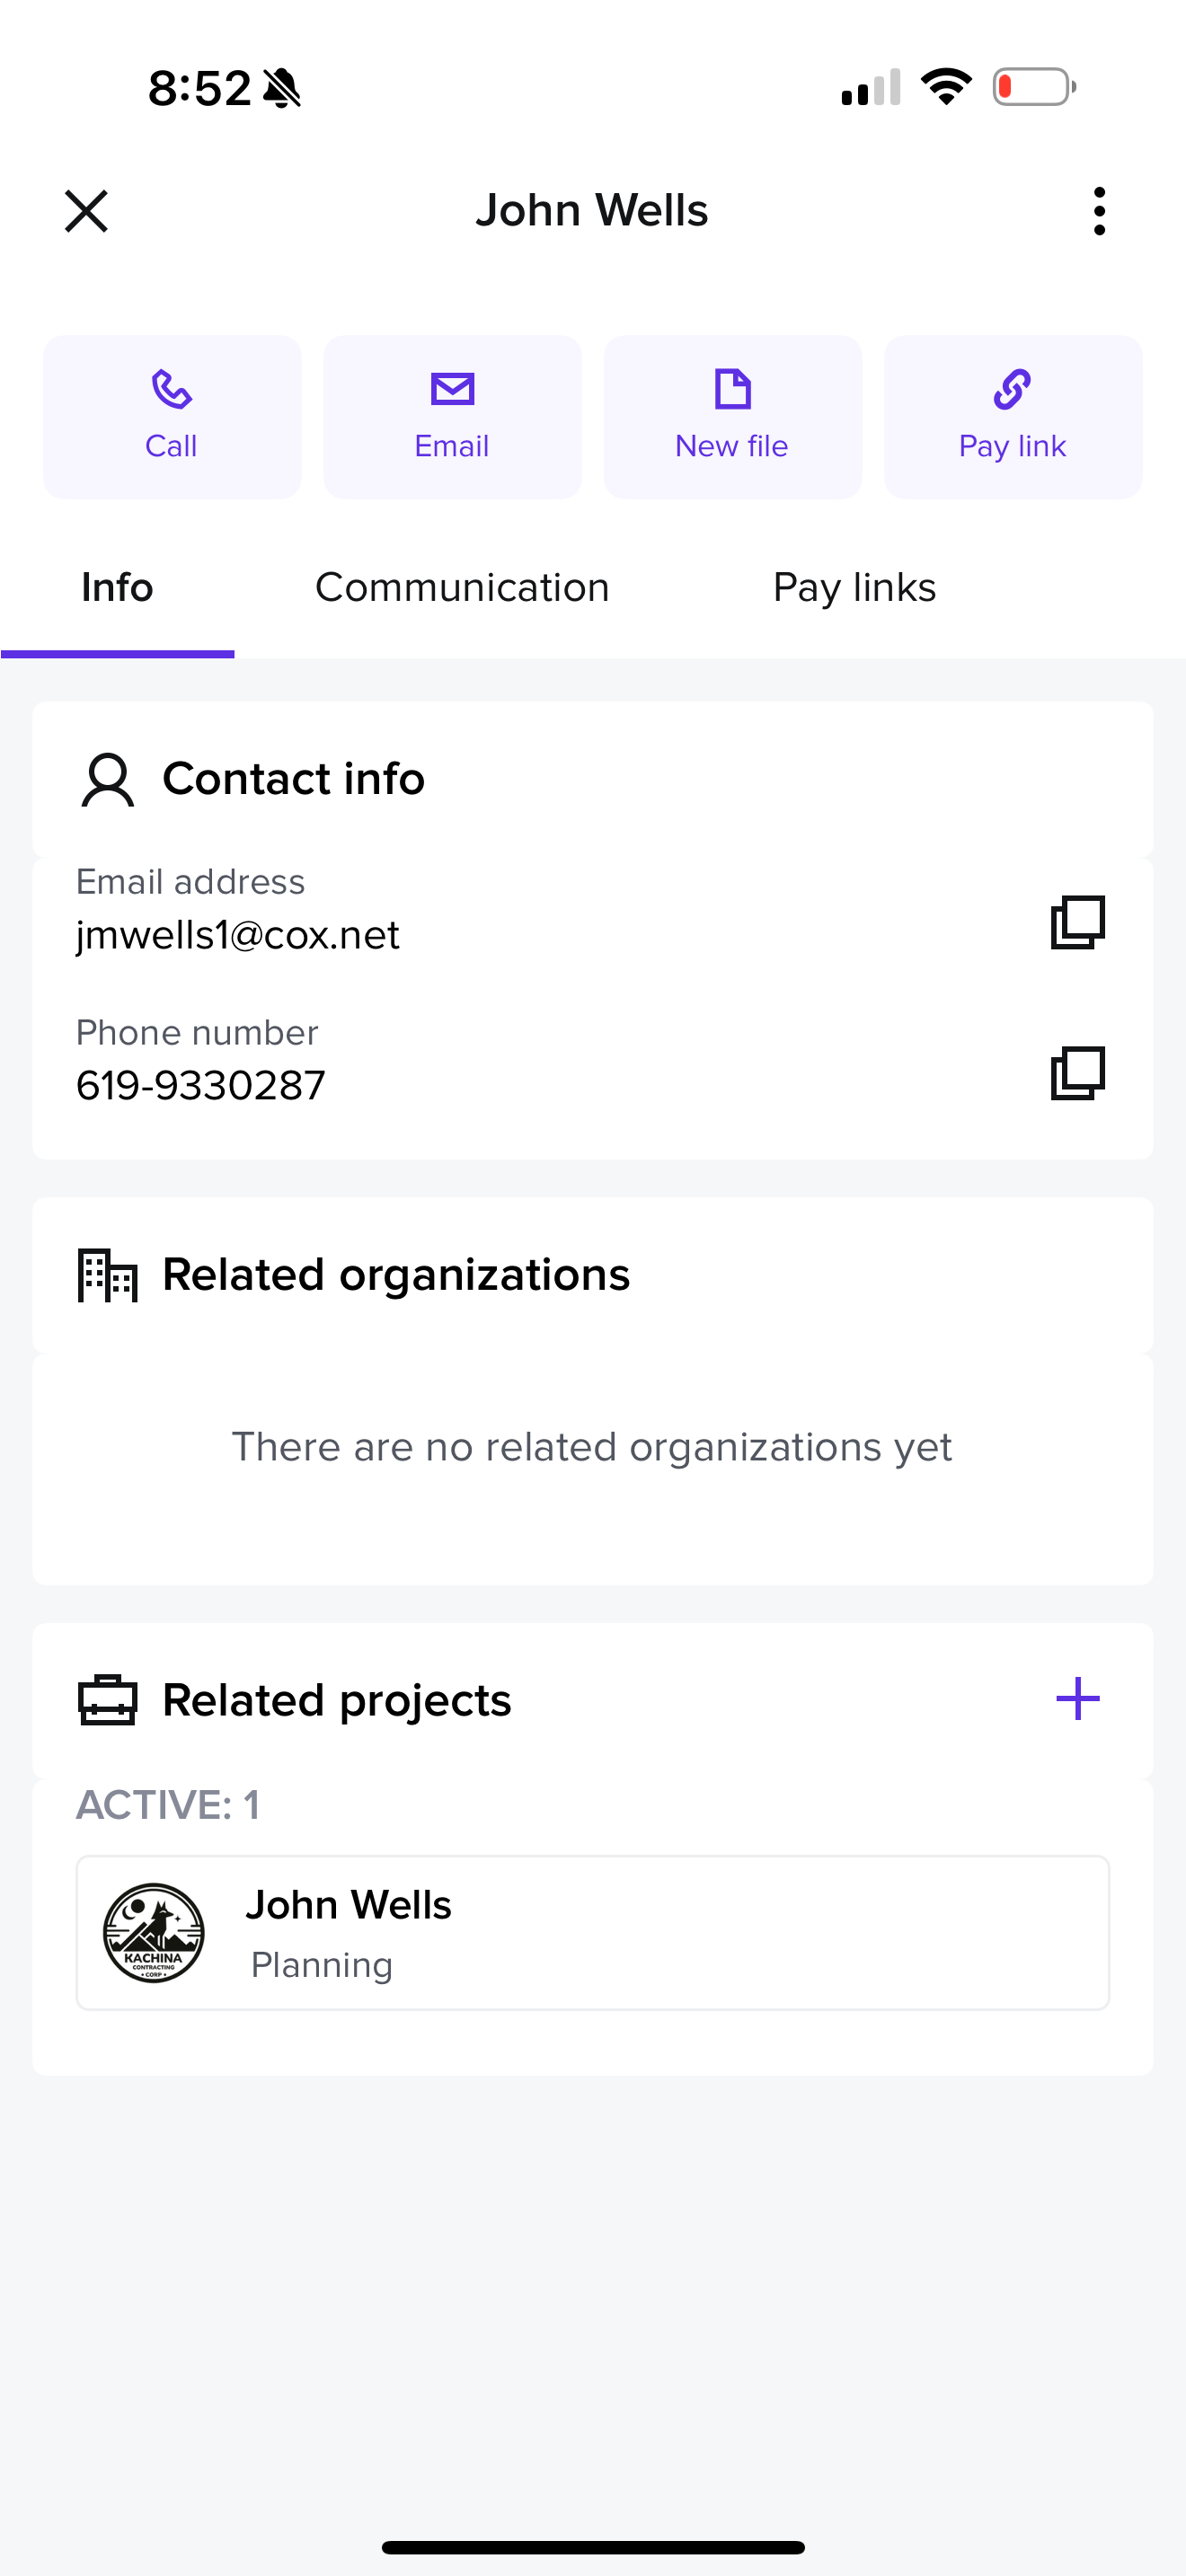 8:52
John Wells
Call
Email
New file
Pay link
Info
Communication
Pay links
Contact info
Email address
jmwells1@cox.net
Phone number
619-9330287
Related organizations
There are no related organizations yet
Related projects
ACTIVE: 1
John Wells
Planning
KACHINA
CONTRACTING
• CORP •